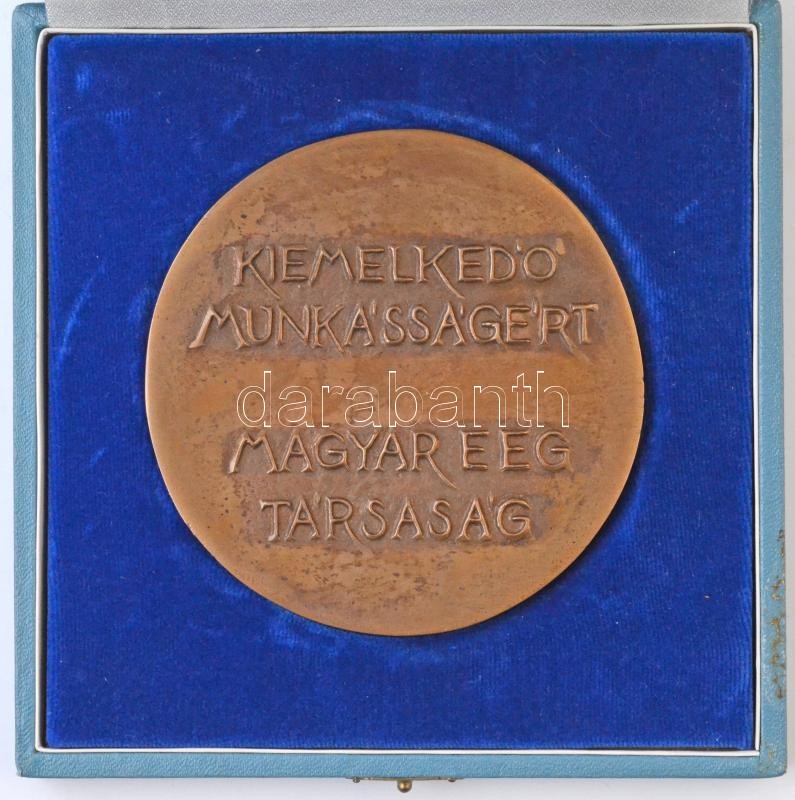 KIEMELKEDŐ
MUNKÁSSÁGÉRT
darabanth
MAGYAR EEG
TÁRSASÁG